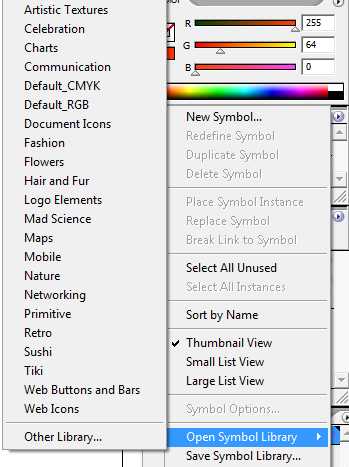 Artistic Textures
Celebration
Charts
Communication
Default_CMYK
Default_RGB
Document Icons
Fashion
Flowers
Hair and Fur
Logo Elements
Mad Science
Maps
Mobile
Nature
Networking
Primitive
Retro
Sushi
Tiki
Web Buttons and Bars
Web Icons
Other Library...
R 255
G 64
B 0
New Symbol...
Redefine Symbol
Duplicate Symbol
Delete Symbol
Place Symbol Instance
Replace Symbol
Break Link to Symbol
Select All Unused
Select All Instances
Sort by Name
Thumbnail View
Small List View
Large List View
Symbol Options...
Open Symbol Library
Save Symbol Library...